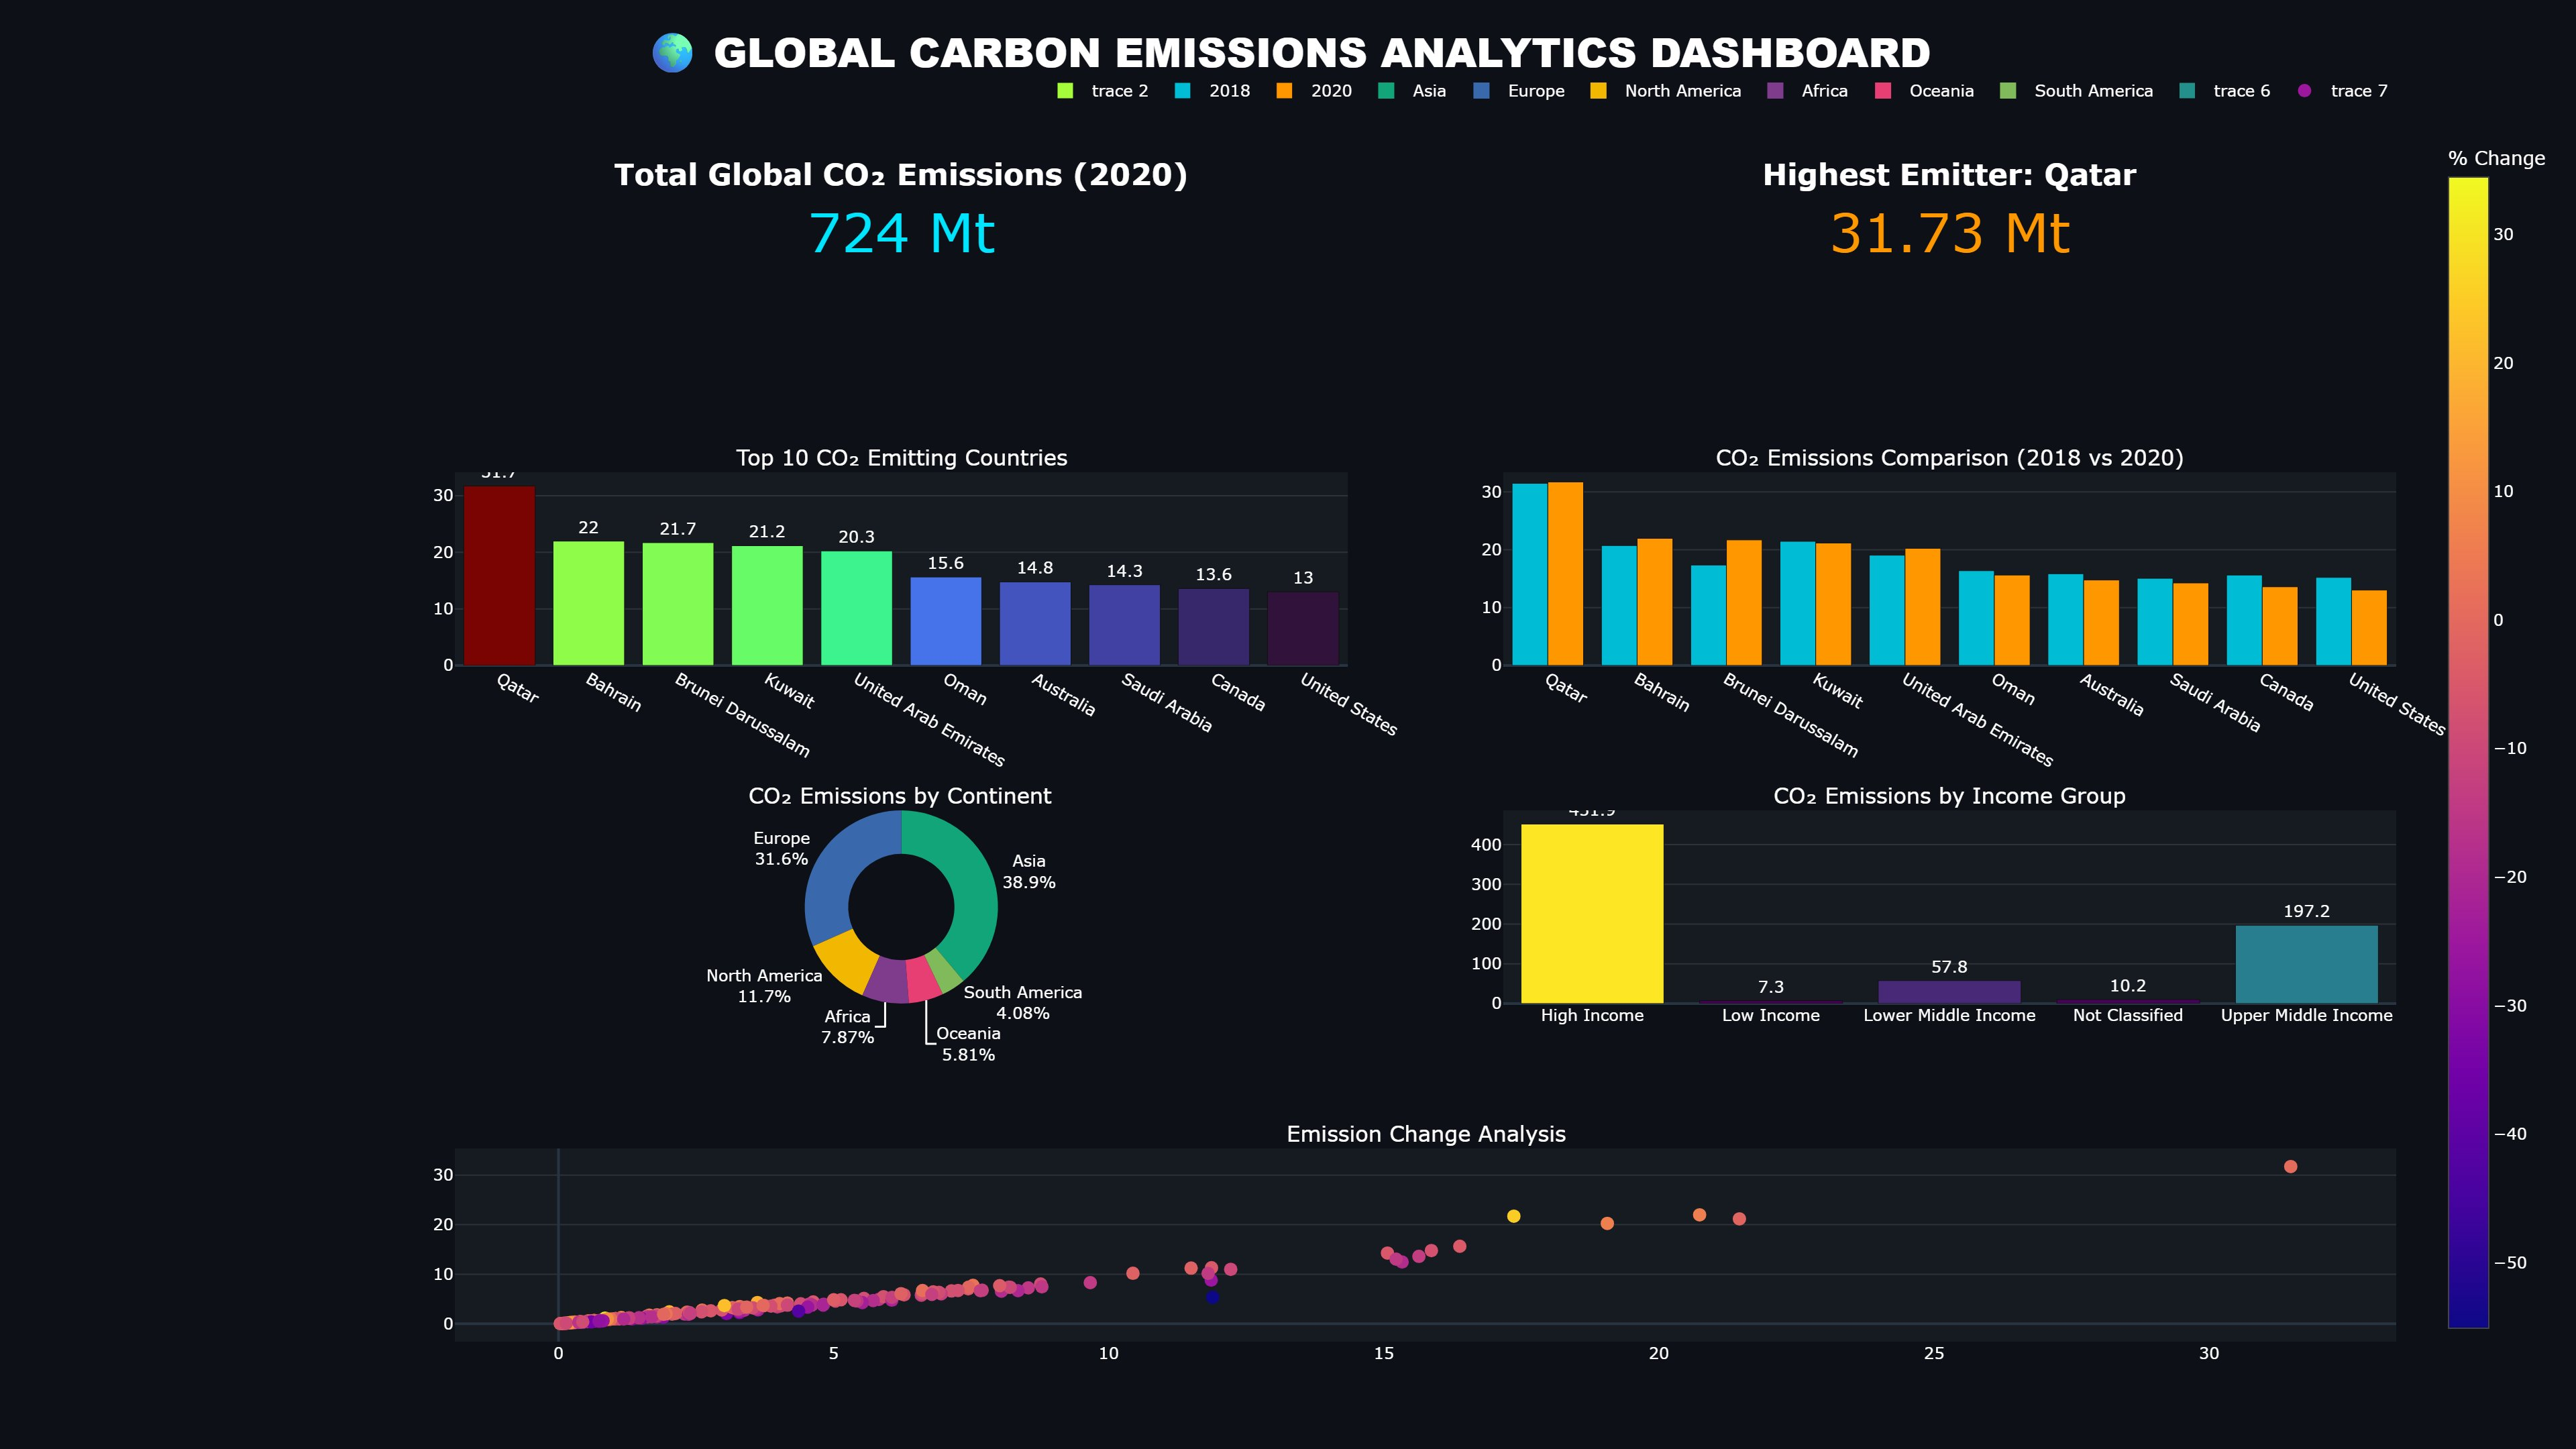 🌍 GLOBAL CARBON EMISSIONS ANALYTICS DASHBOARD
trace 2 2018 2020 Asia Europe North America Africa Oceania South America trace 6 trace 7
Total Global CO₂ Emissions (2020)
724 Mt
Highest Emitter: Qatar
31.73 Mt
% Change
30
20
10
0
−10
−20
−30
−40
−50
Top 10 CO₂ Emitting Countries
30
20
10
0
22
21.7
21.2
20.3
15.6
14.8
14.3
13.6
13
Qatar
Bahrain
Brunei Darussalam
Kuwait
United Arab Emirates
Oman
Australia
Saudi Arabia
Canada
United States
CO₂ Emissions Comparison (2018 vs 2020)
30
20
10
0
Qatar
Bahrain
Brunei Darussalam
Kuwait
United Arab Emirates
Oman
Australia
Saudi Arabia
Canada
United States
CO₂ Emissions by Continent
Europe
31.6%
Asia
38.9%
North America
11.7%
South America
4.08%
Africa
7.87%
Oceania
5.81%
CO₂ Emissions by Income Group
400
300
200
100
0
7.3
57.8
10.2
197.2
High Income
Low Income
Lower Middle Income
Not Classified
Upper Middle Income
Emission Change Analysis
30
20
10
0
0 5 10 15 20 25 30